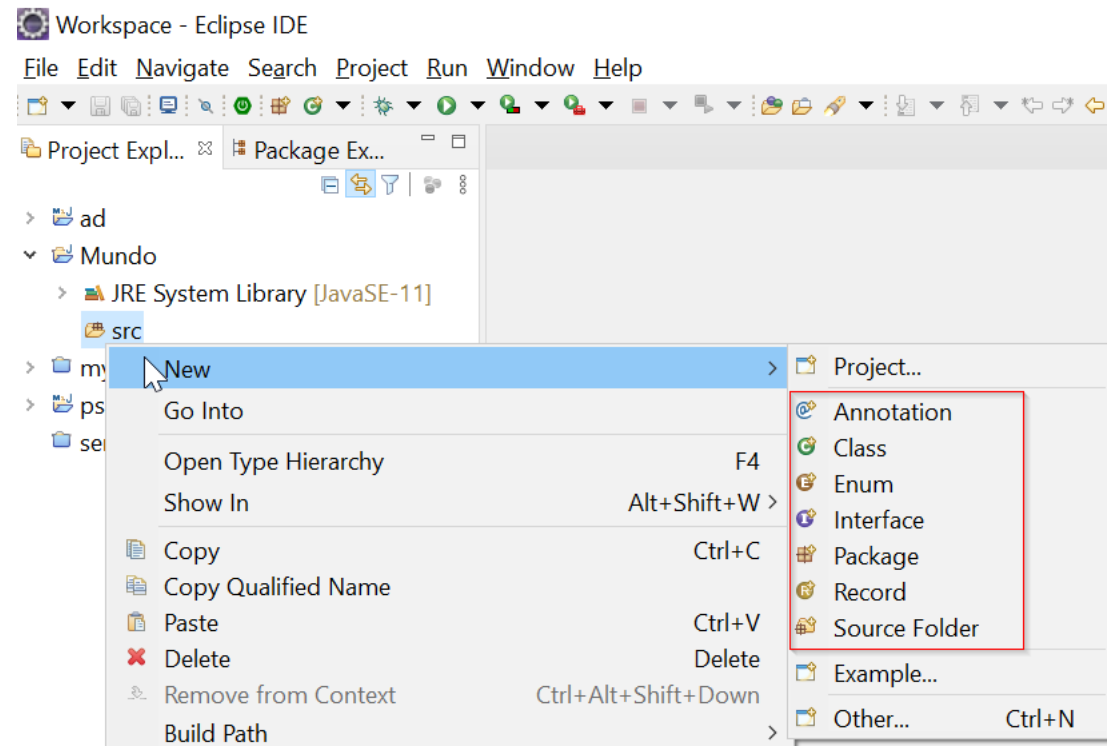 Workspace - Eclipse IDE
File Edit Navigate Search Project Run Window Help
Project Expl... Package Ex...
ad
Mundo
JRE System Library [JavaSE-11]
src
my
New
Project...
ps
Go Into
Annotation
Class
Open Type Hierarchy F4
Enum
Show In Alt+Shift+W
Interface
Copy Ctrl+C
Package
Copy Qualified Name
Record
Paste Ctrl+V
Source Folder
Delete Delete
Example...
Remove from Context Ctrl+Alt+Shift+Down
Other... Ctrl+N
Build Path